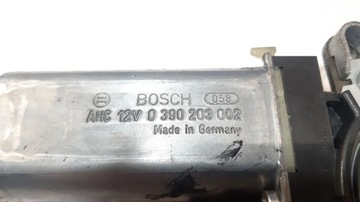 BOSCH 058
AHC 12V 0 390 203 002
Made in Germany